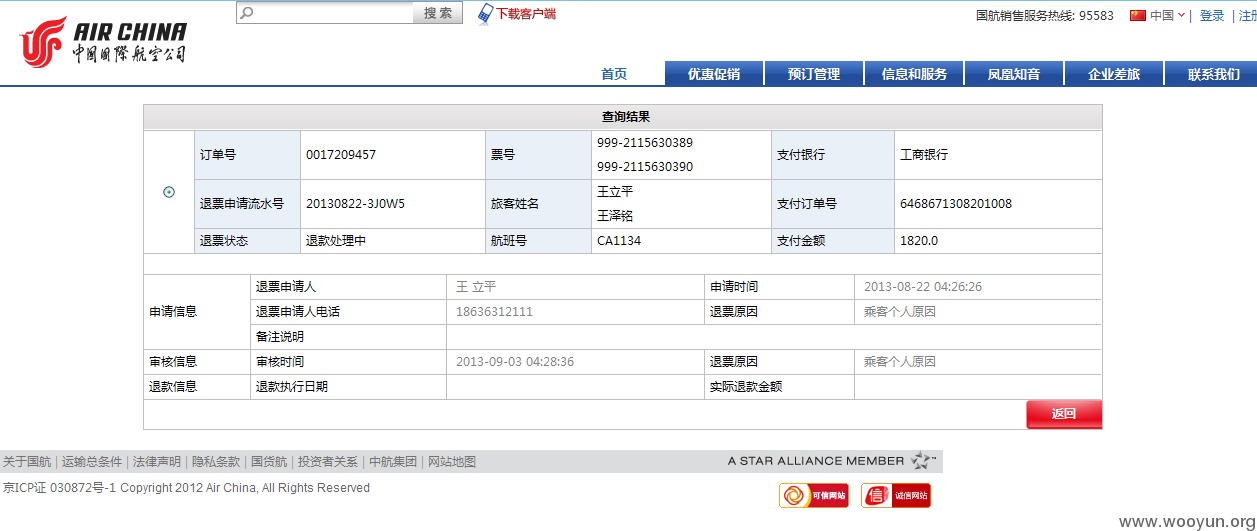 AIR CHINA
中国国际航空公司
搜 索
下载客户端
国航销售服务热线: 95583
中国
| 登录 | 注册
首页
优惠促销
预订管理
信息和服务
凤凰知音
企业差旅
联系我们
查询结果
订单号 0017209457 票号 999-2115630389 支付银行 工商银行
999-2115630390
退票申请流水号 20130822-3J0W5 旅客姓名 王立平 支付订单号 6468671308201008
王泽铭
退票状态 退款处理中 航班号 CA1134 支付金额 1820.0
申请信息 退票申请人 王 立平 申请时间 2013-08-22 04:26:26
退票申请人电话 18636312111 退票原因 乘客个人原因
备注说明
审核信息 审核时间 2013-09-03 04:28:36 退票原因 乘客个人原因
退款信息 退款执行日期 实际退款金额
返回
关于国航 | 运输总条件 | 法律声明 | 隐私条款 | 国货航 | 投资者关系 | 中航集团 | 网站地图
A STAR ALLIANCE MEMBER
京ICP证 030872号-1 Copyright 2012 Air China, All Rights Reserved
可信网站
信 诚信网站
www.wooyun.org